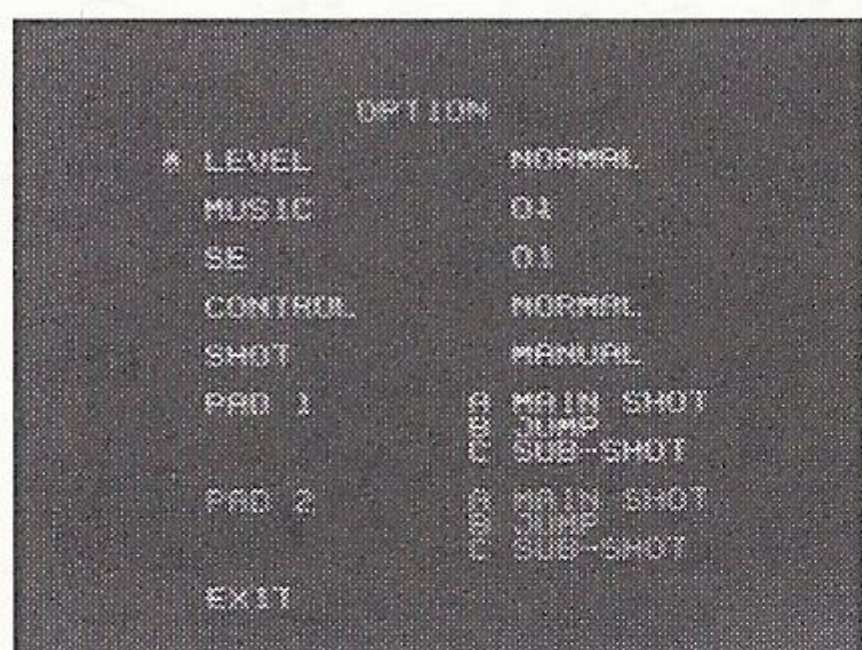 OPTION
* LEVEL NORMAL
MUSIC 01
SE 01
CONTROL NORMAL
SHOT MANUAL
PAD 1 A MAIN SHOT
B JUMP
C SUB-SHOT
PAD 2 A MAIN SHOT
B JUMP
C SUB-SHOT
EXIT